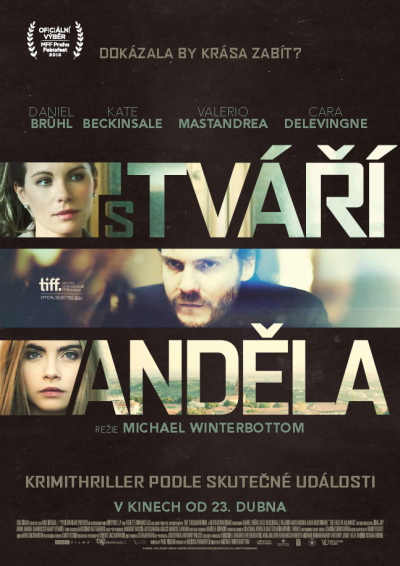 OFICIÁLNÍ
VÝBĚR
MFF Praha
Febiofest
2015
DOKÁZALA BY KRÁSA ZABÍT?
DANIEL BRÜHL
KATE BECKINSALE
VALERIO MASTANDREA
CARA DELEVINGNE
S TVÁŘÍ
tiff.
OFFICIAL SELECTION 2014
ANDĚLA
REŽIE MICHAEL WINTERBOTTOM
KRIMITHRILLER PODLE SKUTEČNÉ UDÁLOSTI
V KINECH OD 23. DUBNA